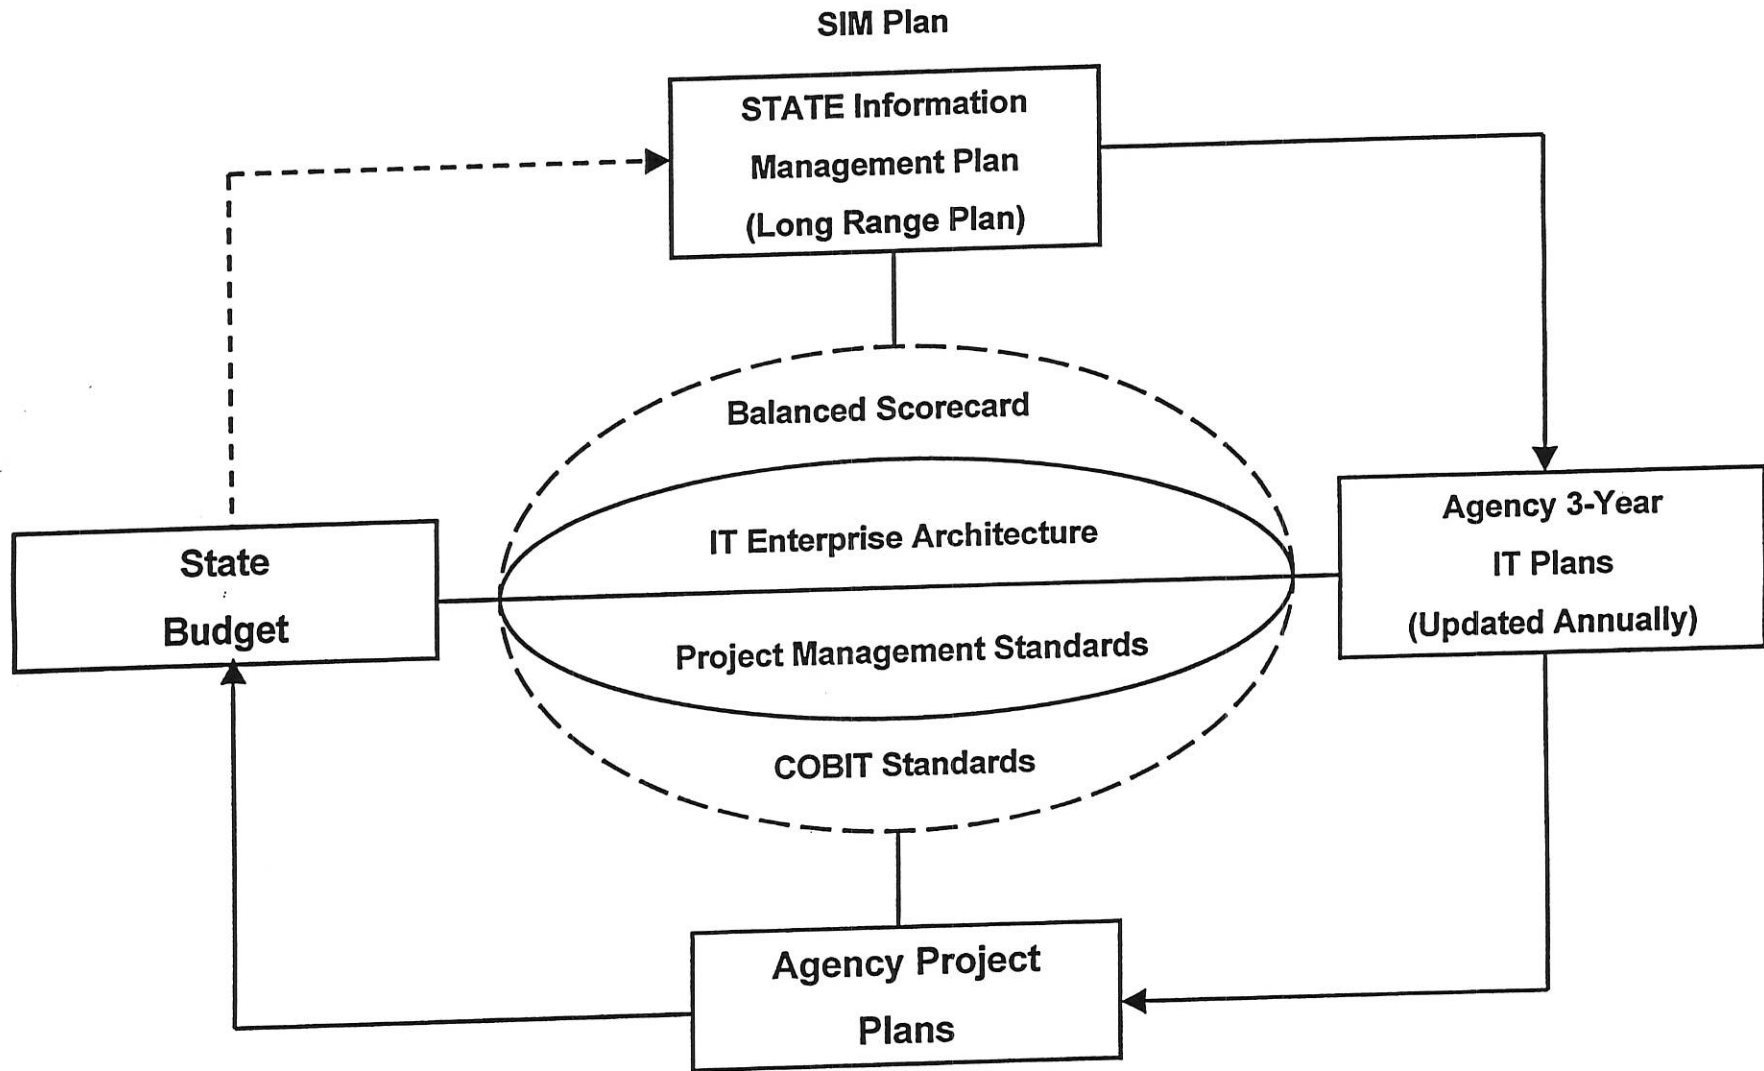 SIM Plan
STATE Information
Management Plan
(Long Range Plan)
Balanced Scorecard
IT Enterprise Architecture
Project Management Standards
COBIT Standards
State
Budget
Agency 3-Year
IT Plans
(Updated Annually)
Agency Project
Plans